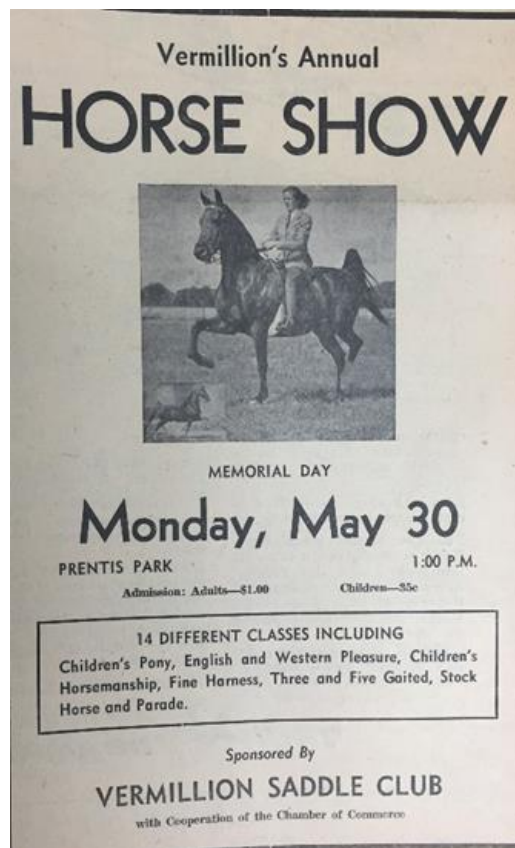 Vermillion's Annual
HORSE SHOW
MEMORIAL DAY
Monday, May 30
PRENTIS PARK 1:00 P.M.
Admission: Adults—$1.00 Children—35c
14 DIFFERENT CLASSES INCLUDING
Children's Pony, English and Western Pleasure, Children's
Horsemanship, Fine Harness, Three and Five Gaited, Stock
Horse and Parade.
Sponsored By
VERMILLION SADDLE CLUB
with Cooperation of the Chamber of Commerce